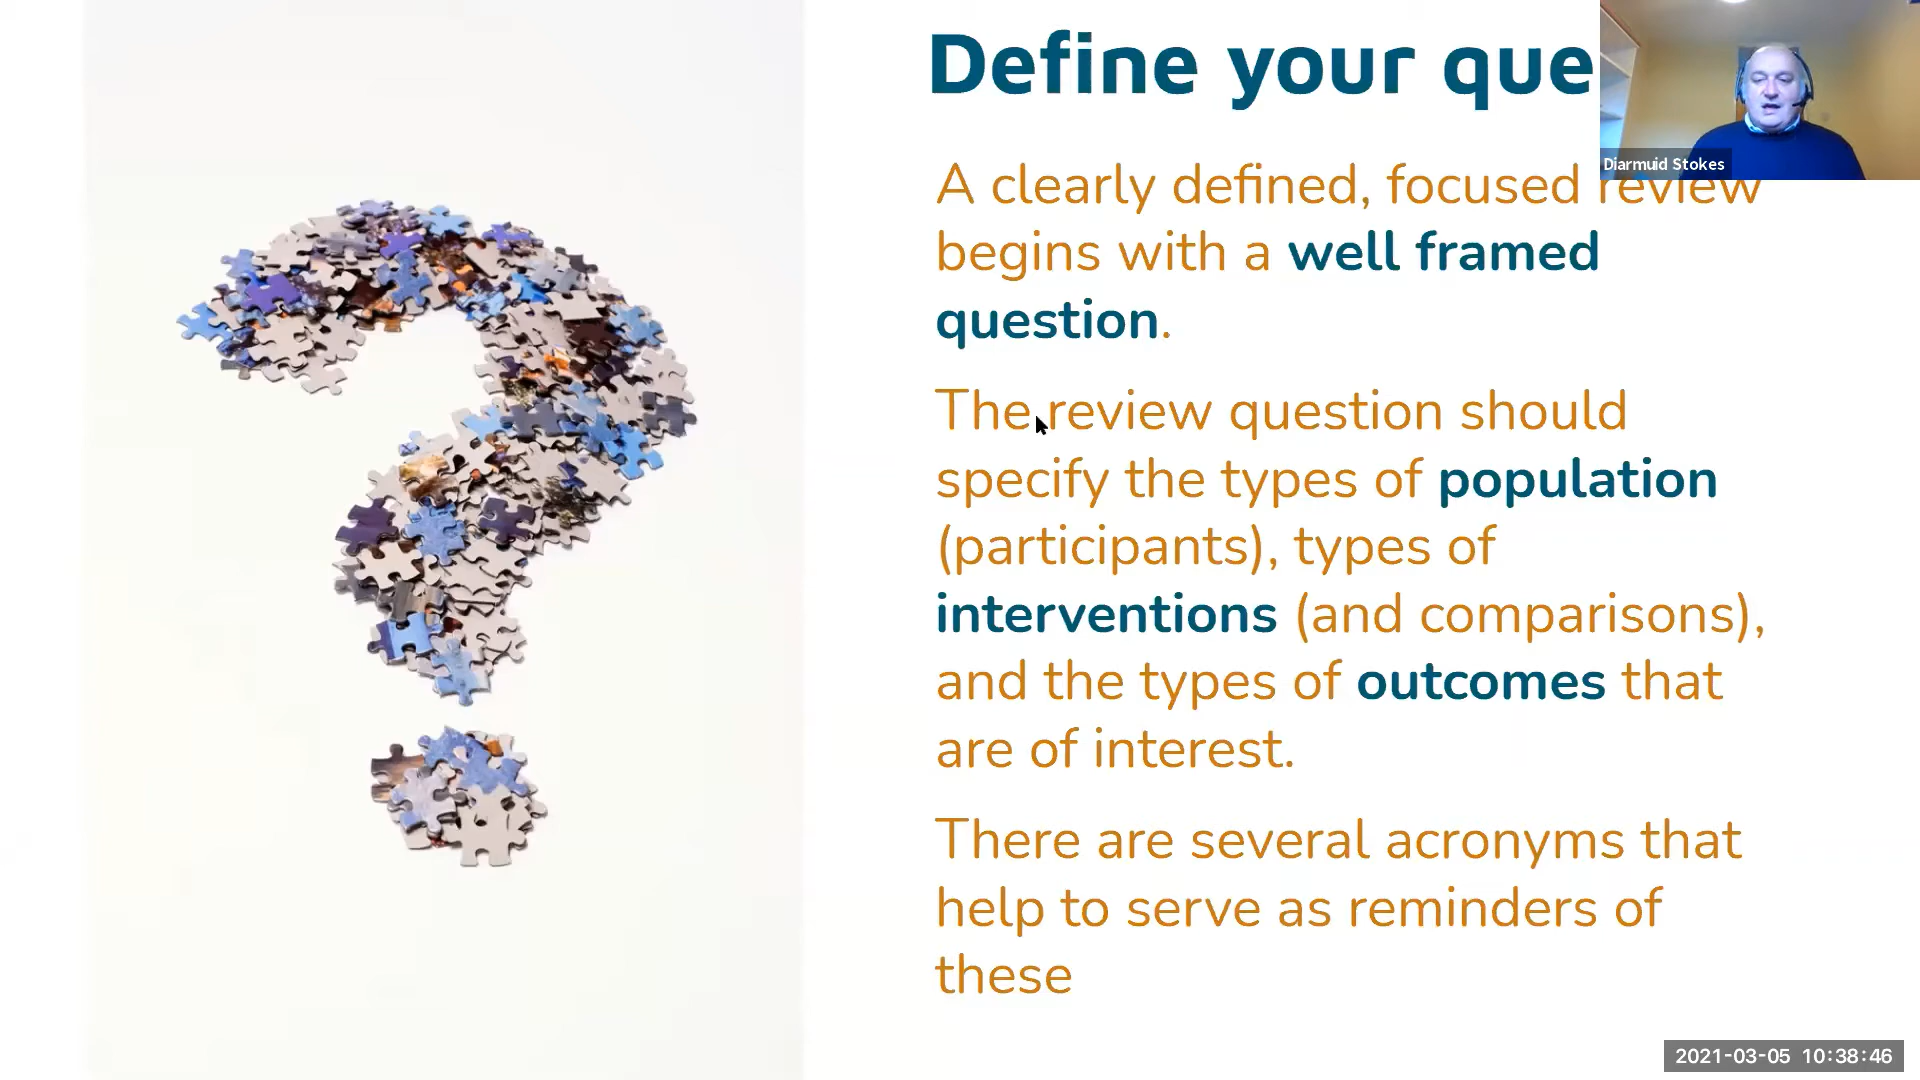 Define your que
Diarmuid Stokes
A clearly defined, focused review
begins with a well framed
question.
The review question should
specify the types of population
(participants), types of
interventions (and comparisons),
and the types of outcomes that
are of interest.
There are several acronyms that
help to serve as reminders of
these
2021-03-05 10:38:46